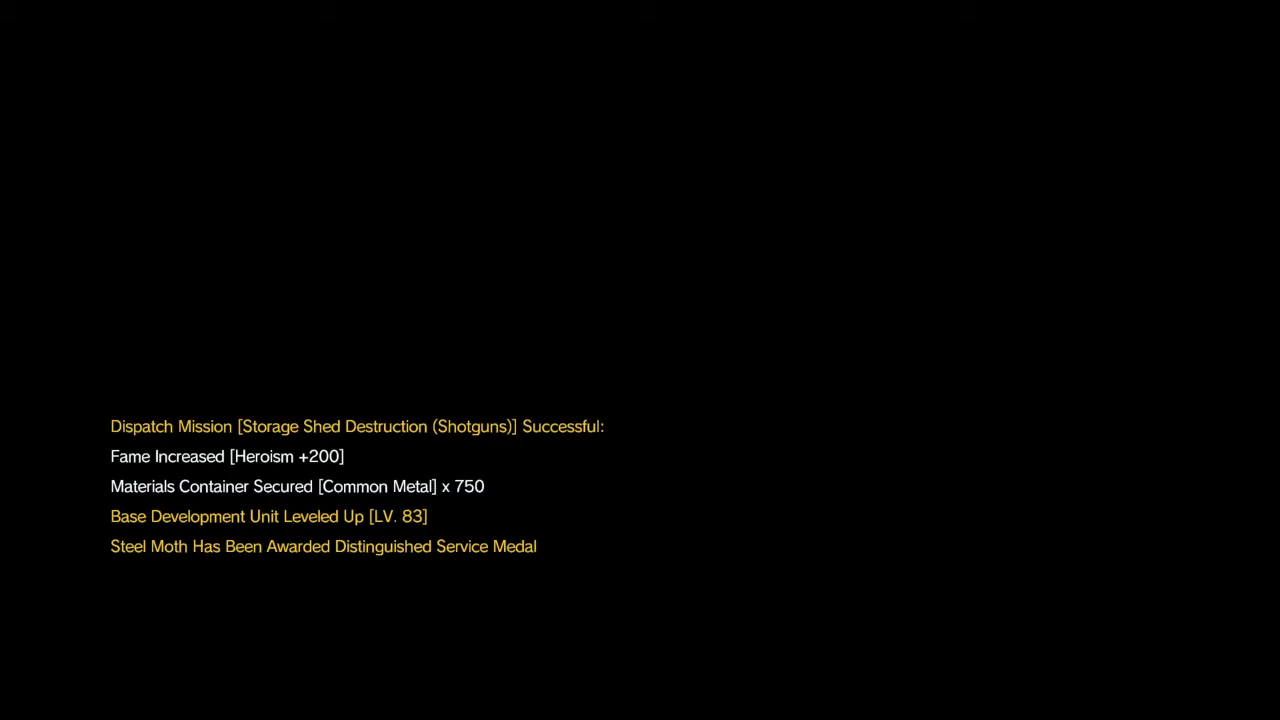 Dispatch Mission [Storage Shed Destruction (Shotguns)] Successful:
Fame Increased [Heroism +200]
Materials Container Secured [Common Metal] x 750
Base Development Unit Leveled Up [LV. 83]
Steel Moth Has Been Awarded Distinguished Service Medal